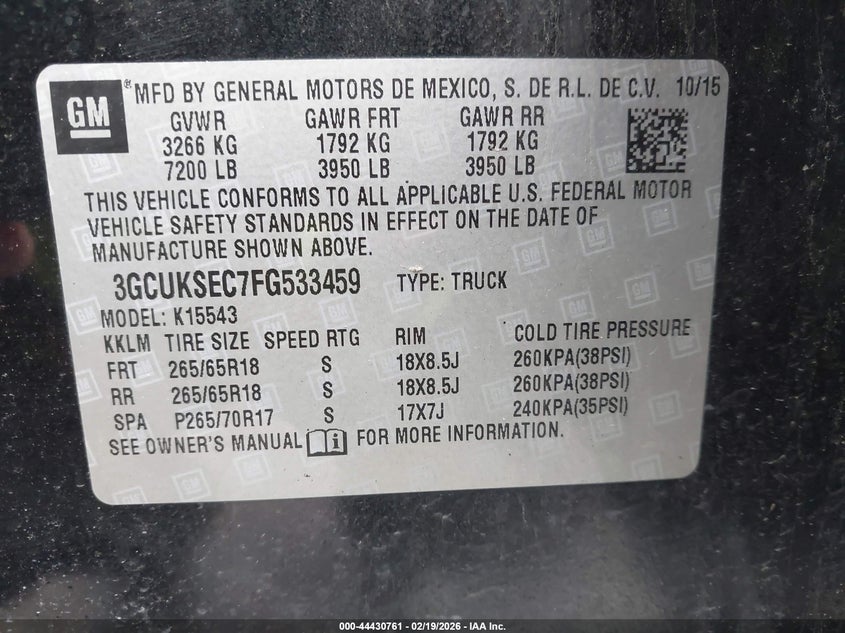 GM ® MFD BY GENERAL MOTORS DE MEXICO, S. DE R.L. DE C.V. 10/15
GVWR GAWR FRT GAWR RR
3266 KG 1792 KG 1792 KG
7200 LB 3950 LB 3950 LB
THIS VEHICLE CONFORMS TO ALL APPLICABLE U.S. FEDERAL MOTOR
VEHICLE SAFETY STANDARDS IN EFFECT ON THE DATE OF
MANUFACTURE SHOWN ABOVE.
3GCUKSEC7FG533459 TYPE: TRUCK
MODEL: K15543
KKLM TIRE SIZE SPEED RTG RIM COLD TIRE PRESSURE
FRT 265/65R18 S 18X8.5J 260KPA(38PSI)
RR 265/65R18 S 18X8.5J 260KPA(38PSI)
SPA P265/70R17 S 17X7J 240KPA(35PSI)
SEE OWNER'S MANUAL FOR MORE INFORMATION.
000-44430761 - 02/19/2026 - IAA Inc.